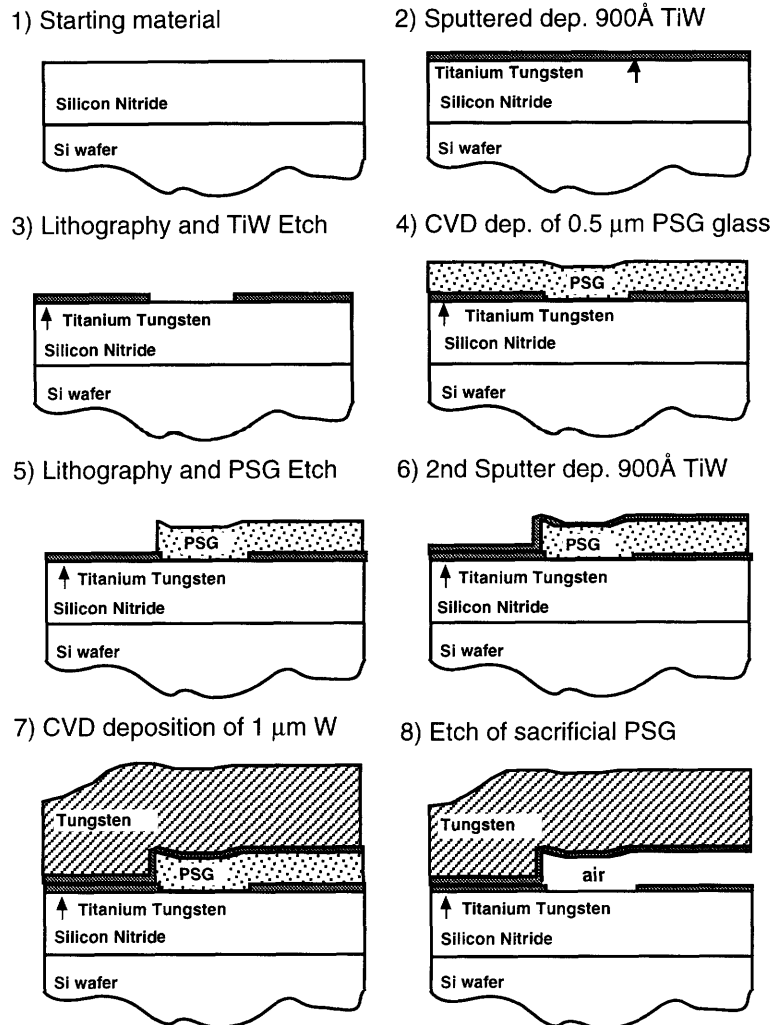 1) Starting material
Silicon Nitride
Si wafer
2) Sputtered dep. 900Å TiW
Titanium Tungsten
Silicon Nitride
Si wafer
3) Lithography and TiW Etch
Titanium Tungsten
Silicon Nitride
Si wafer
4) CVD dep. of 0.5 μm PSG glass
PSG
Titanium Tungsten
Silicon Nitride
Si wafer
5) Lithography and PSG Etch
PSG
Titanium Tungsten
Silicon Nitride
Si wafer
6) 2nd Sputter dep. 900Å TiW
PSG
Titanium Tungsten
Silicon Nitride
Si wafer
7) CVD deposition of 1 μm W
Tungsten
PSG
Titanium Tungsten
Silicon Nitride
Si wafer
8) Etch of sacrificial PSG
Tungsten
air
Titanium Tungsten
Silicon Nitride
Si wafer